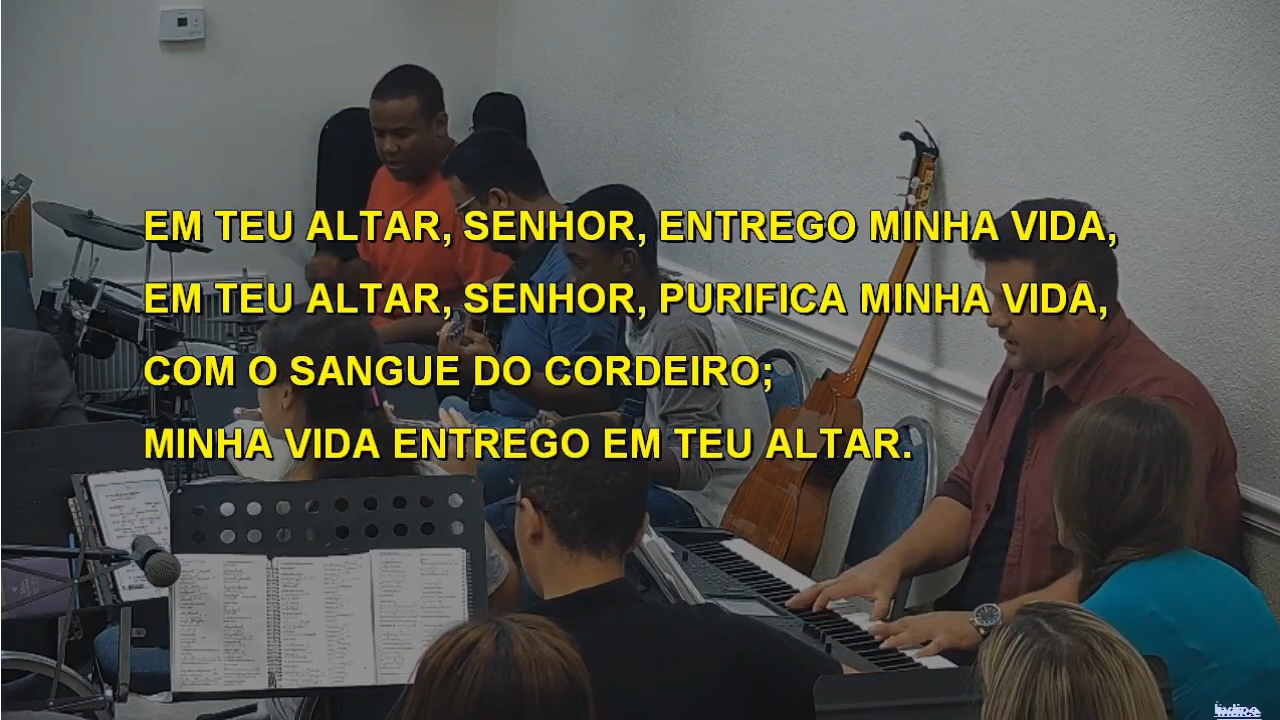 EM TEU ALTAR, SENHOR, ENTREGO MINHA VIDA,
EM TEU ALTAR, SENHOR, PURIFICA MINHA VIDA,
COM O SANGUE DO CORDEIRO;
MINHA VIDA ENTREGO EM TEU ALTAR.
Índice